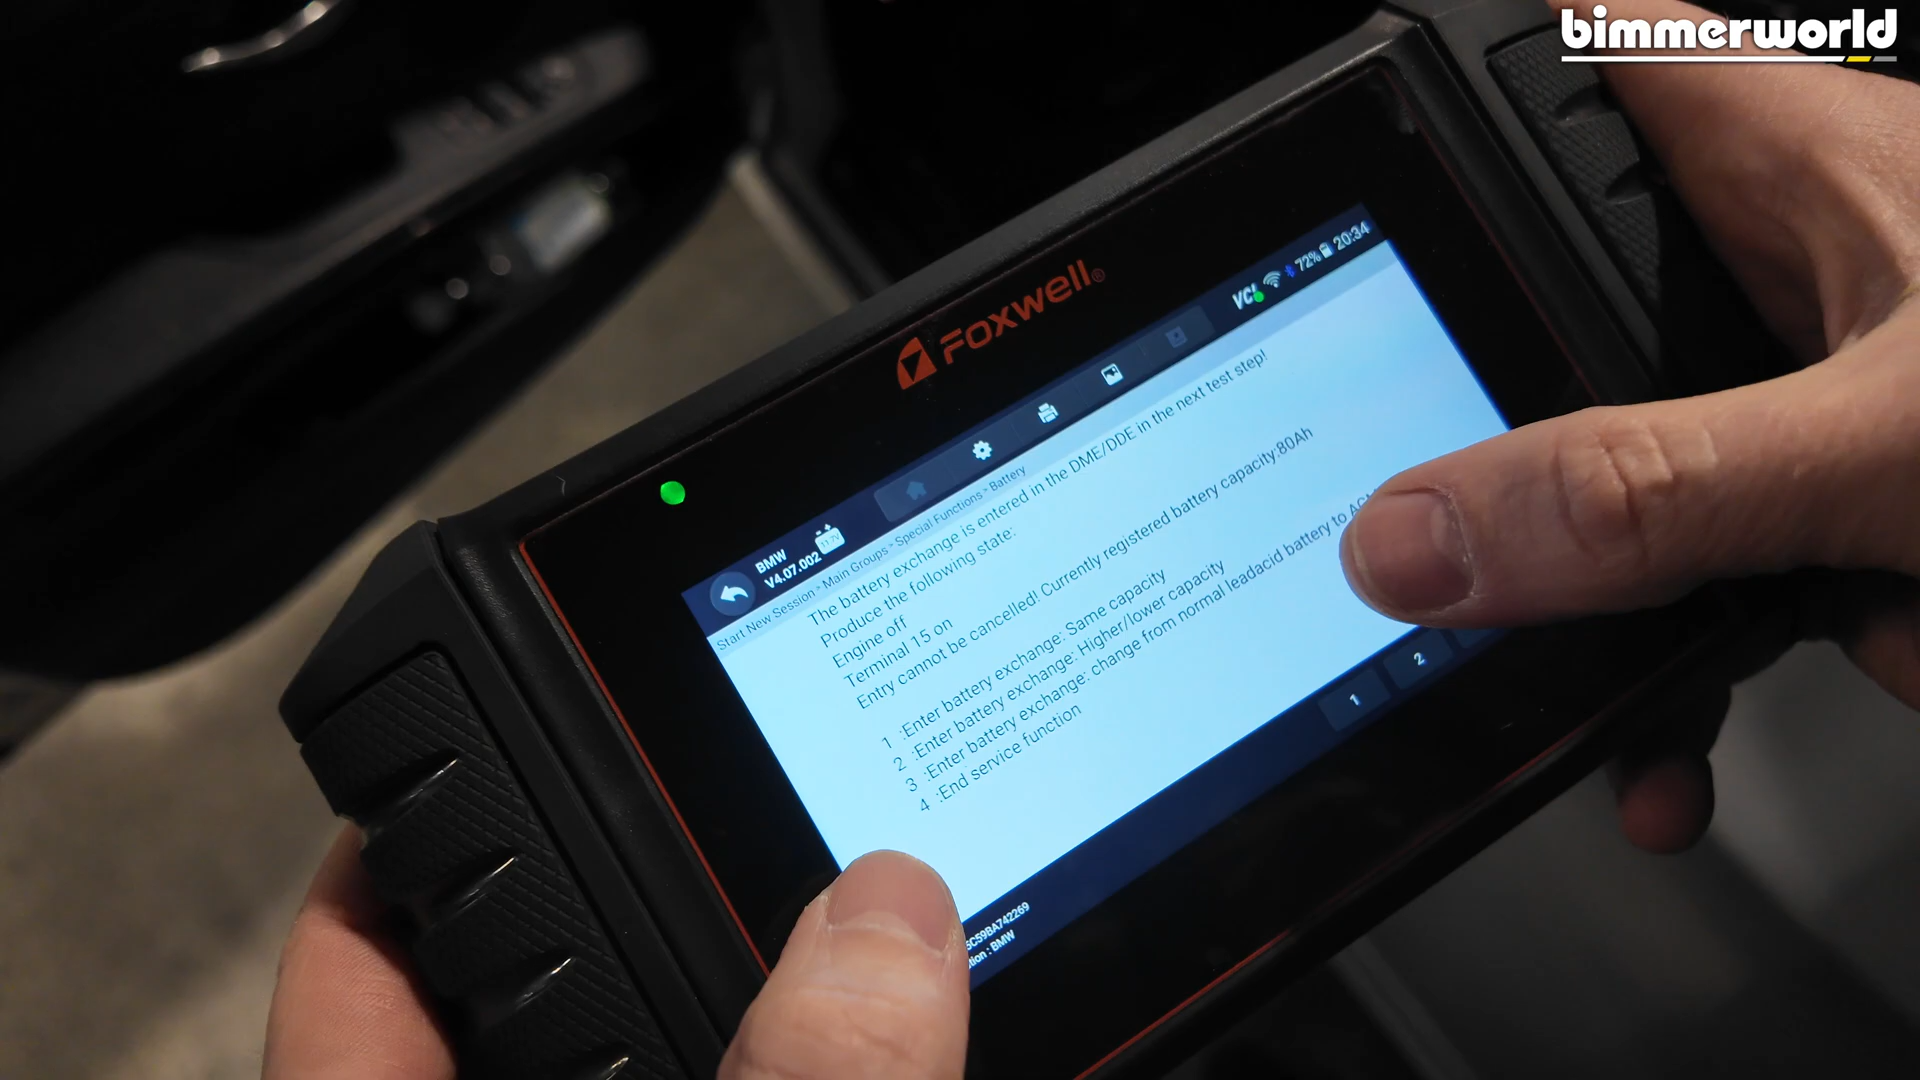 bimmerworld
Foxwell®
VCI 72% 20:34
BMW
V4.07.002
Start New Session > Main Groups > Special Functions > Battery
The battery exchange is entered in the DME/DDE in the next test step!
Produce the following state:
Engine off
Terminal 15 on
Entry cannot be cancelled! Currently registered battery capacity:80Ah
1 :Enter battery exchange: Same capacity
2 :Enter battery exchange: Higher/lower capacity
3 :Enter battery exchange: change from normal leadacid battery to
4 :End service function
1 2
BMW